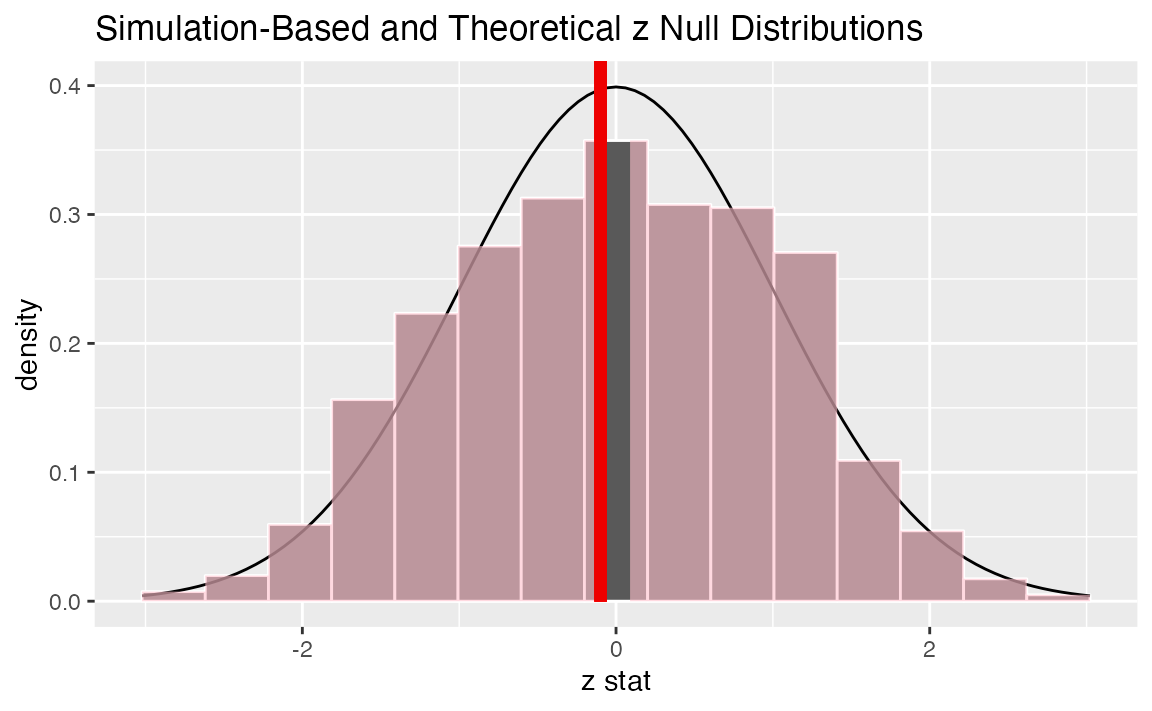 Simulation-Based and Theoretical z Null Distributions
0.4
0.3
0.2
0.1
0.0
density
-2
0
2
z stat